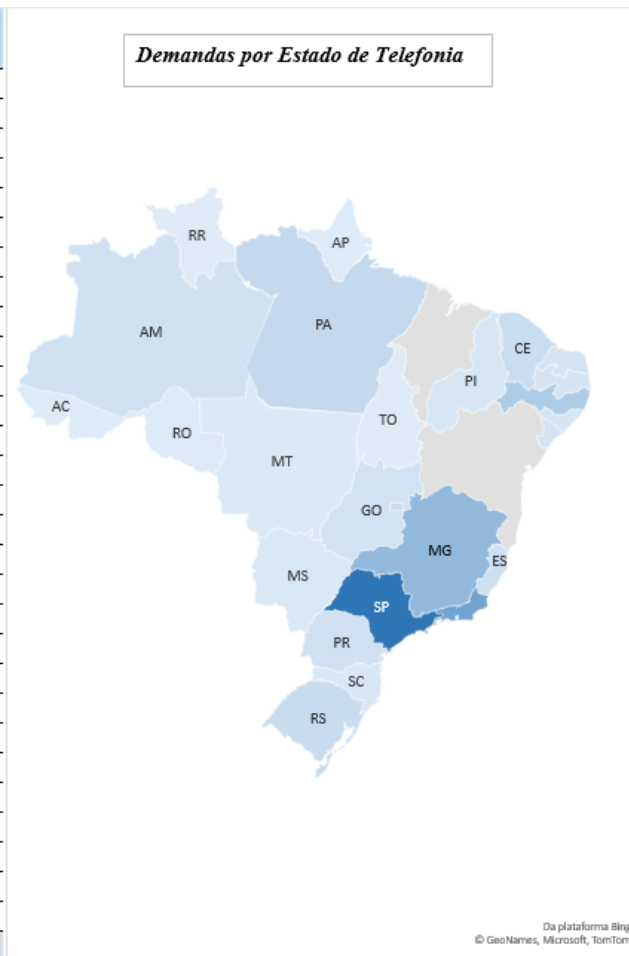 Demandas por Estado de Telefonia
RR
AP
AM
PA
CE
PI
AC
TO
RO
MT
GO
MG
ES
MS
SP
PR
SC
RS
Da plataforma Bing
© GeoNames, Microsoft, TomTom